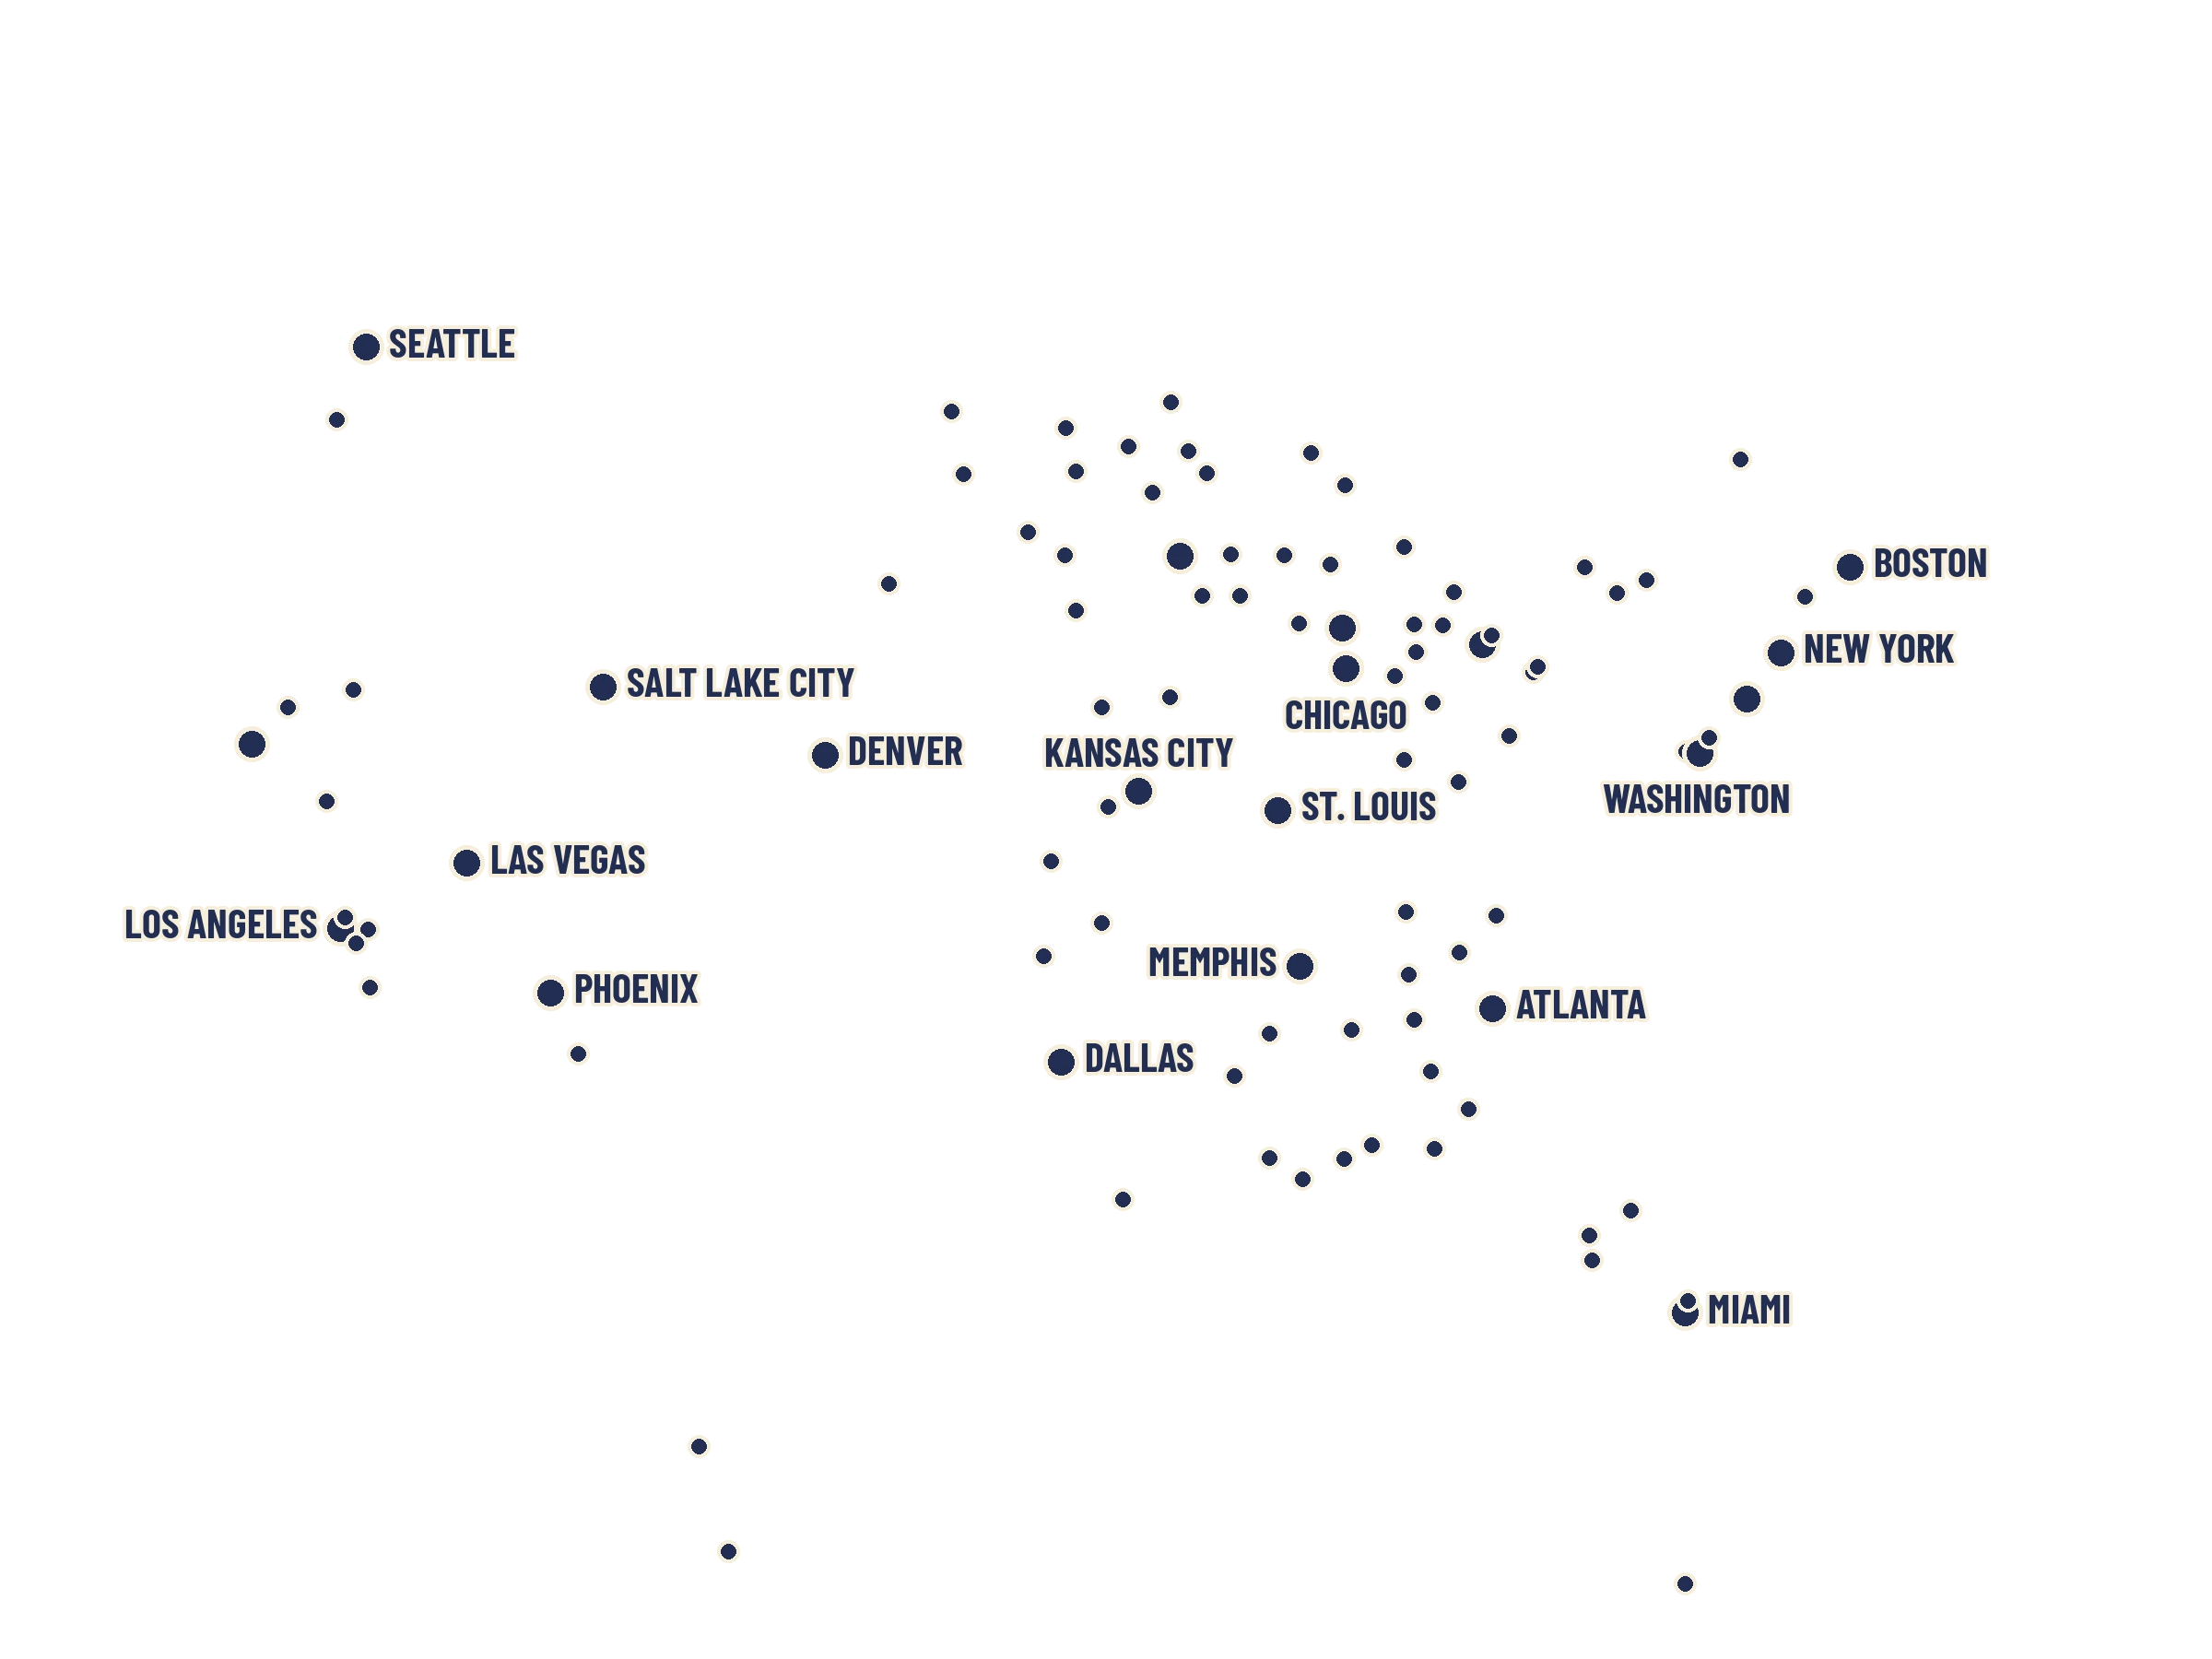 SEATTLE
BOSTON
NEW YORK
SALT LAKE CITY
CHICAGO
DENVER
KANSAS CITY
WASHINGTON
ST. LOUIS
LAS VEGAS
LOS ANGELES
MEMPHIS
PHOENIX
ATLANTA
DALLAS
MIAMI